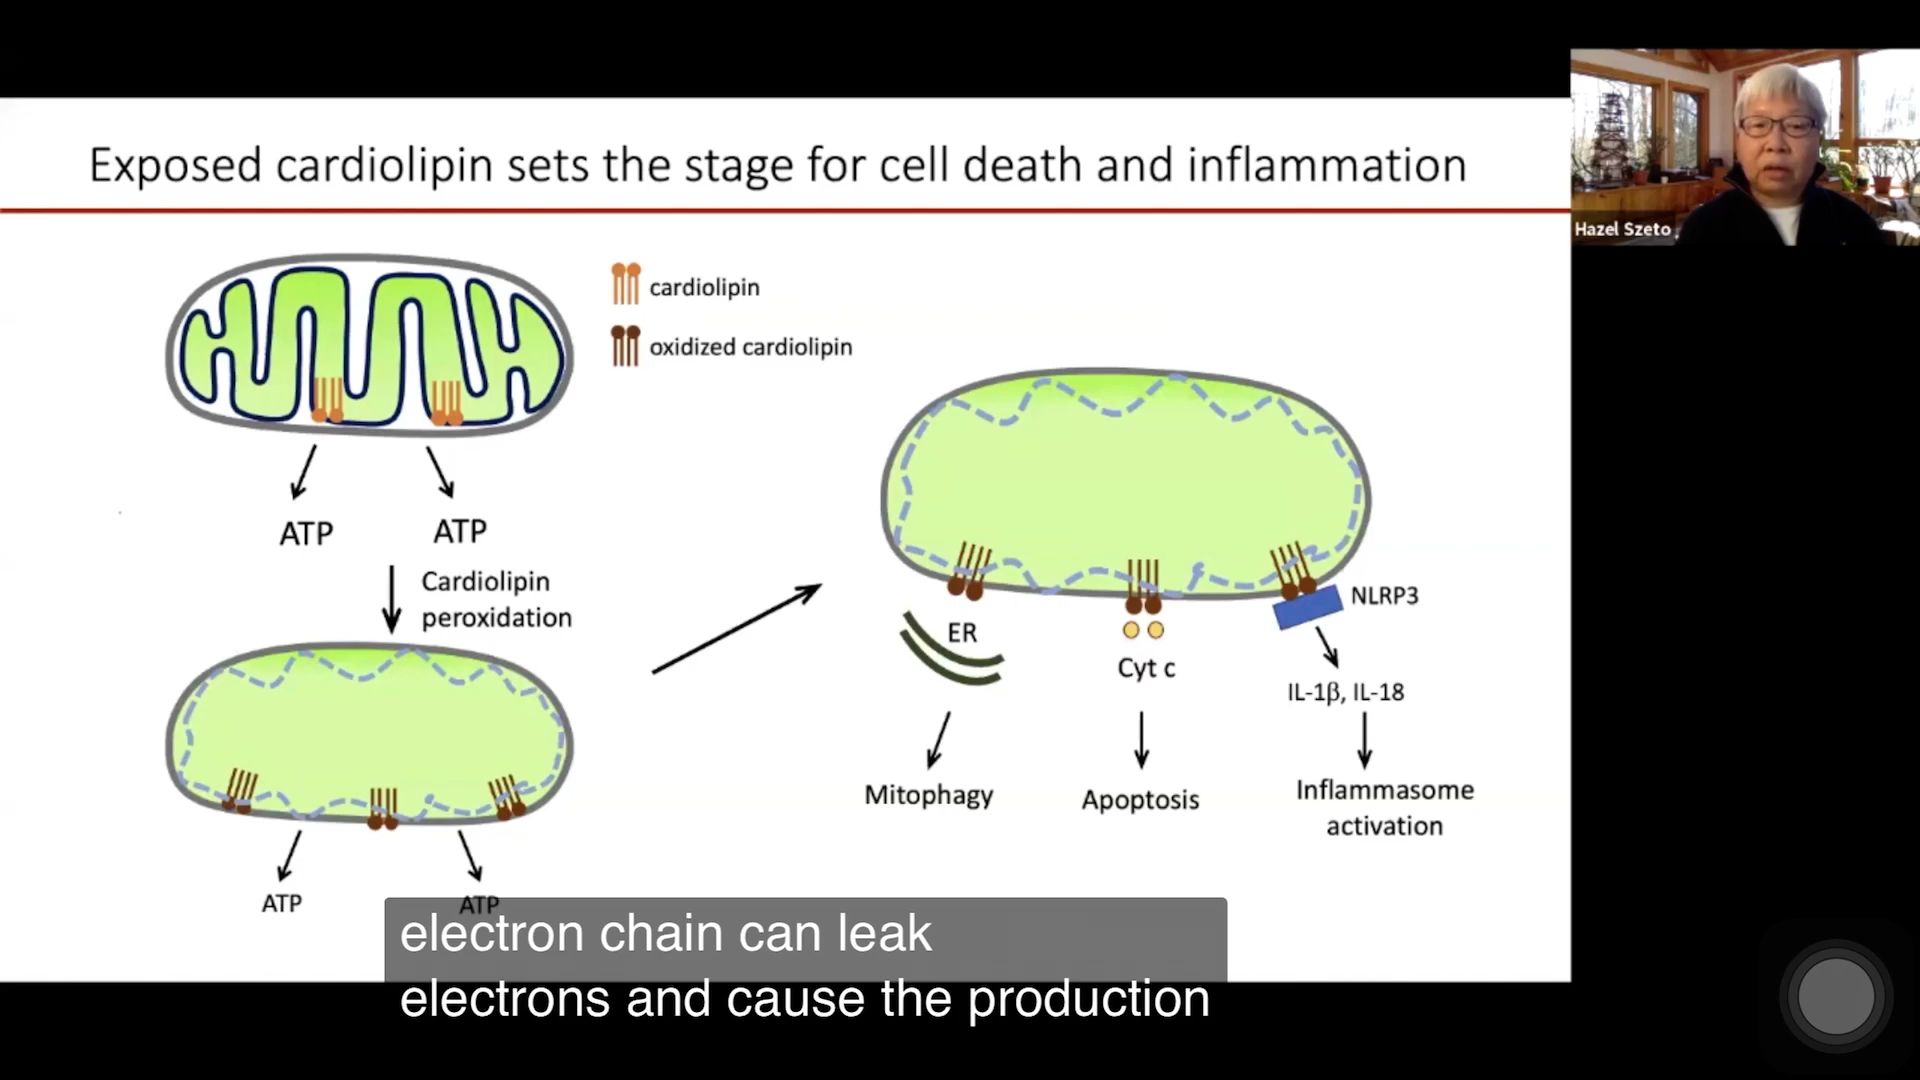 Exposed cardiolipin sets the stage for cell death and inflammation
Hazel Szeto
cardiolipin
oxidized cardiolipin
ATP
ATP
Cardiolipin
peroxidation
ATP
ATP
ER
Cyt c
NLRP3
IL-1β, IL-18
Mitophagy
Apoptosis
Inflammasome
activation
electron chain can leak
electrons and cause the production